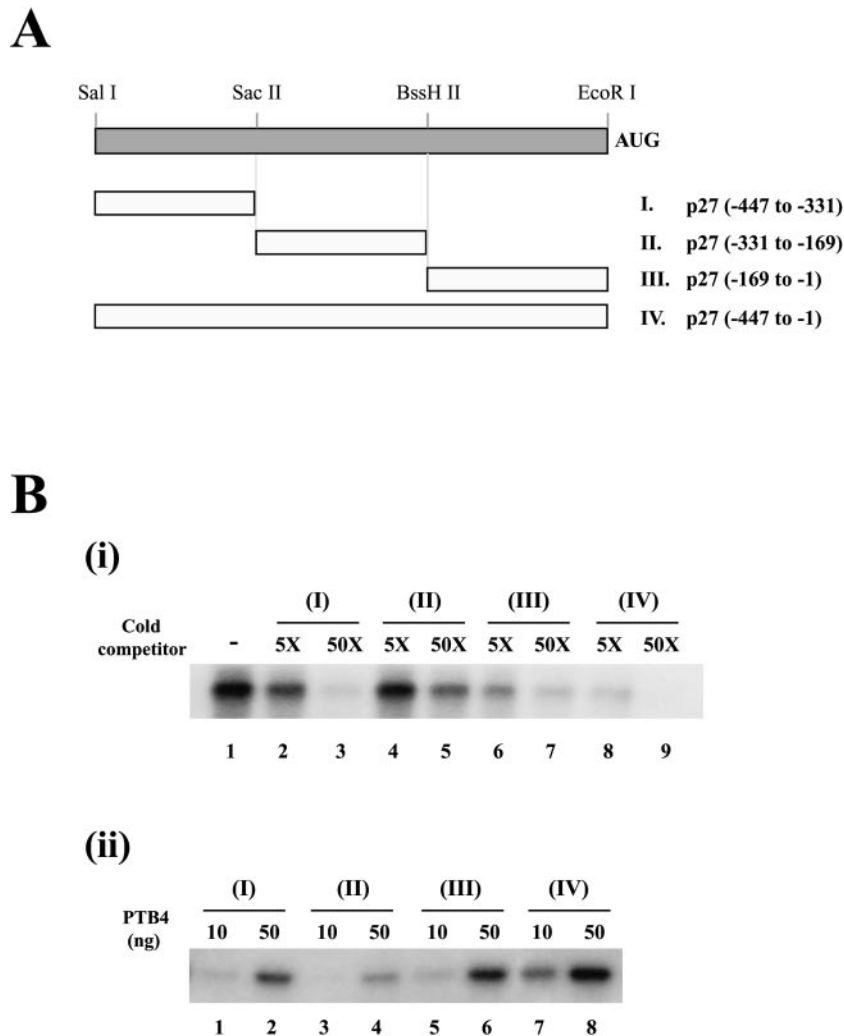 A
Sal I Sac II BssH II EcoR I
AUG
I. p27 (-447 to -331)
II. p27 (-331 to -169)
III. p27 (-169 to -1)
IV. p27 (-447 to -1)
B
(i)
(I) (II) (III) (IV)
Cold competitor - 5X 50X 5X 50X 5X 50X 5X 50X
1 2 3 4 5 6 7 8 9
(ii)
(I) (II) (III) (IV)
PTB4 (ng) 10 50 10 50 10 50 10 50
1 2 3 4 5 6 7 8